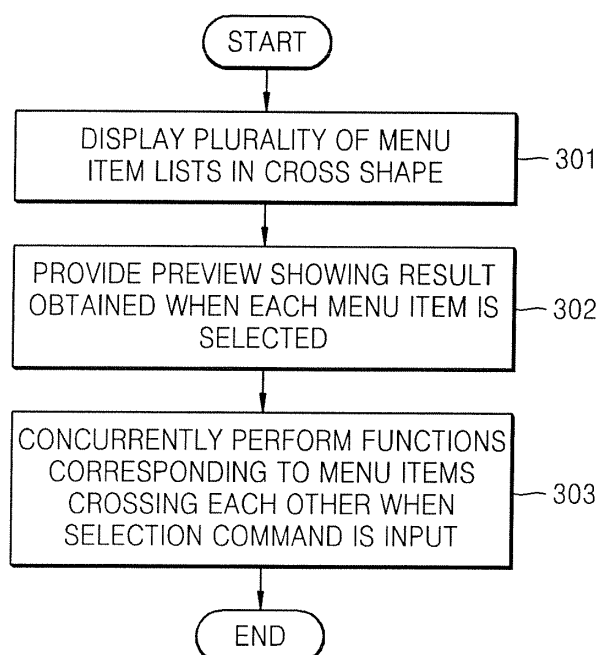 START
DISPLAY PLURALITY OF MENU
ITEM LISTS IN CROSS SHAPE
301
PROVIDE PREVIEW SHOWING RESULT
OBTAINED WHEN EACH MENU ITEM IS
SELECTED
302
CONCURRENTLY PERFORM FUNCTIONS
CORRESPONDING TO MENU ITEMS
CROSSING EACH OTHER WHEN
SELECTION COMMAND IS INPUT
303
END